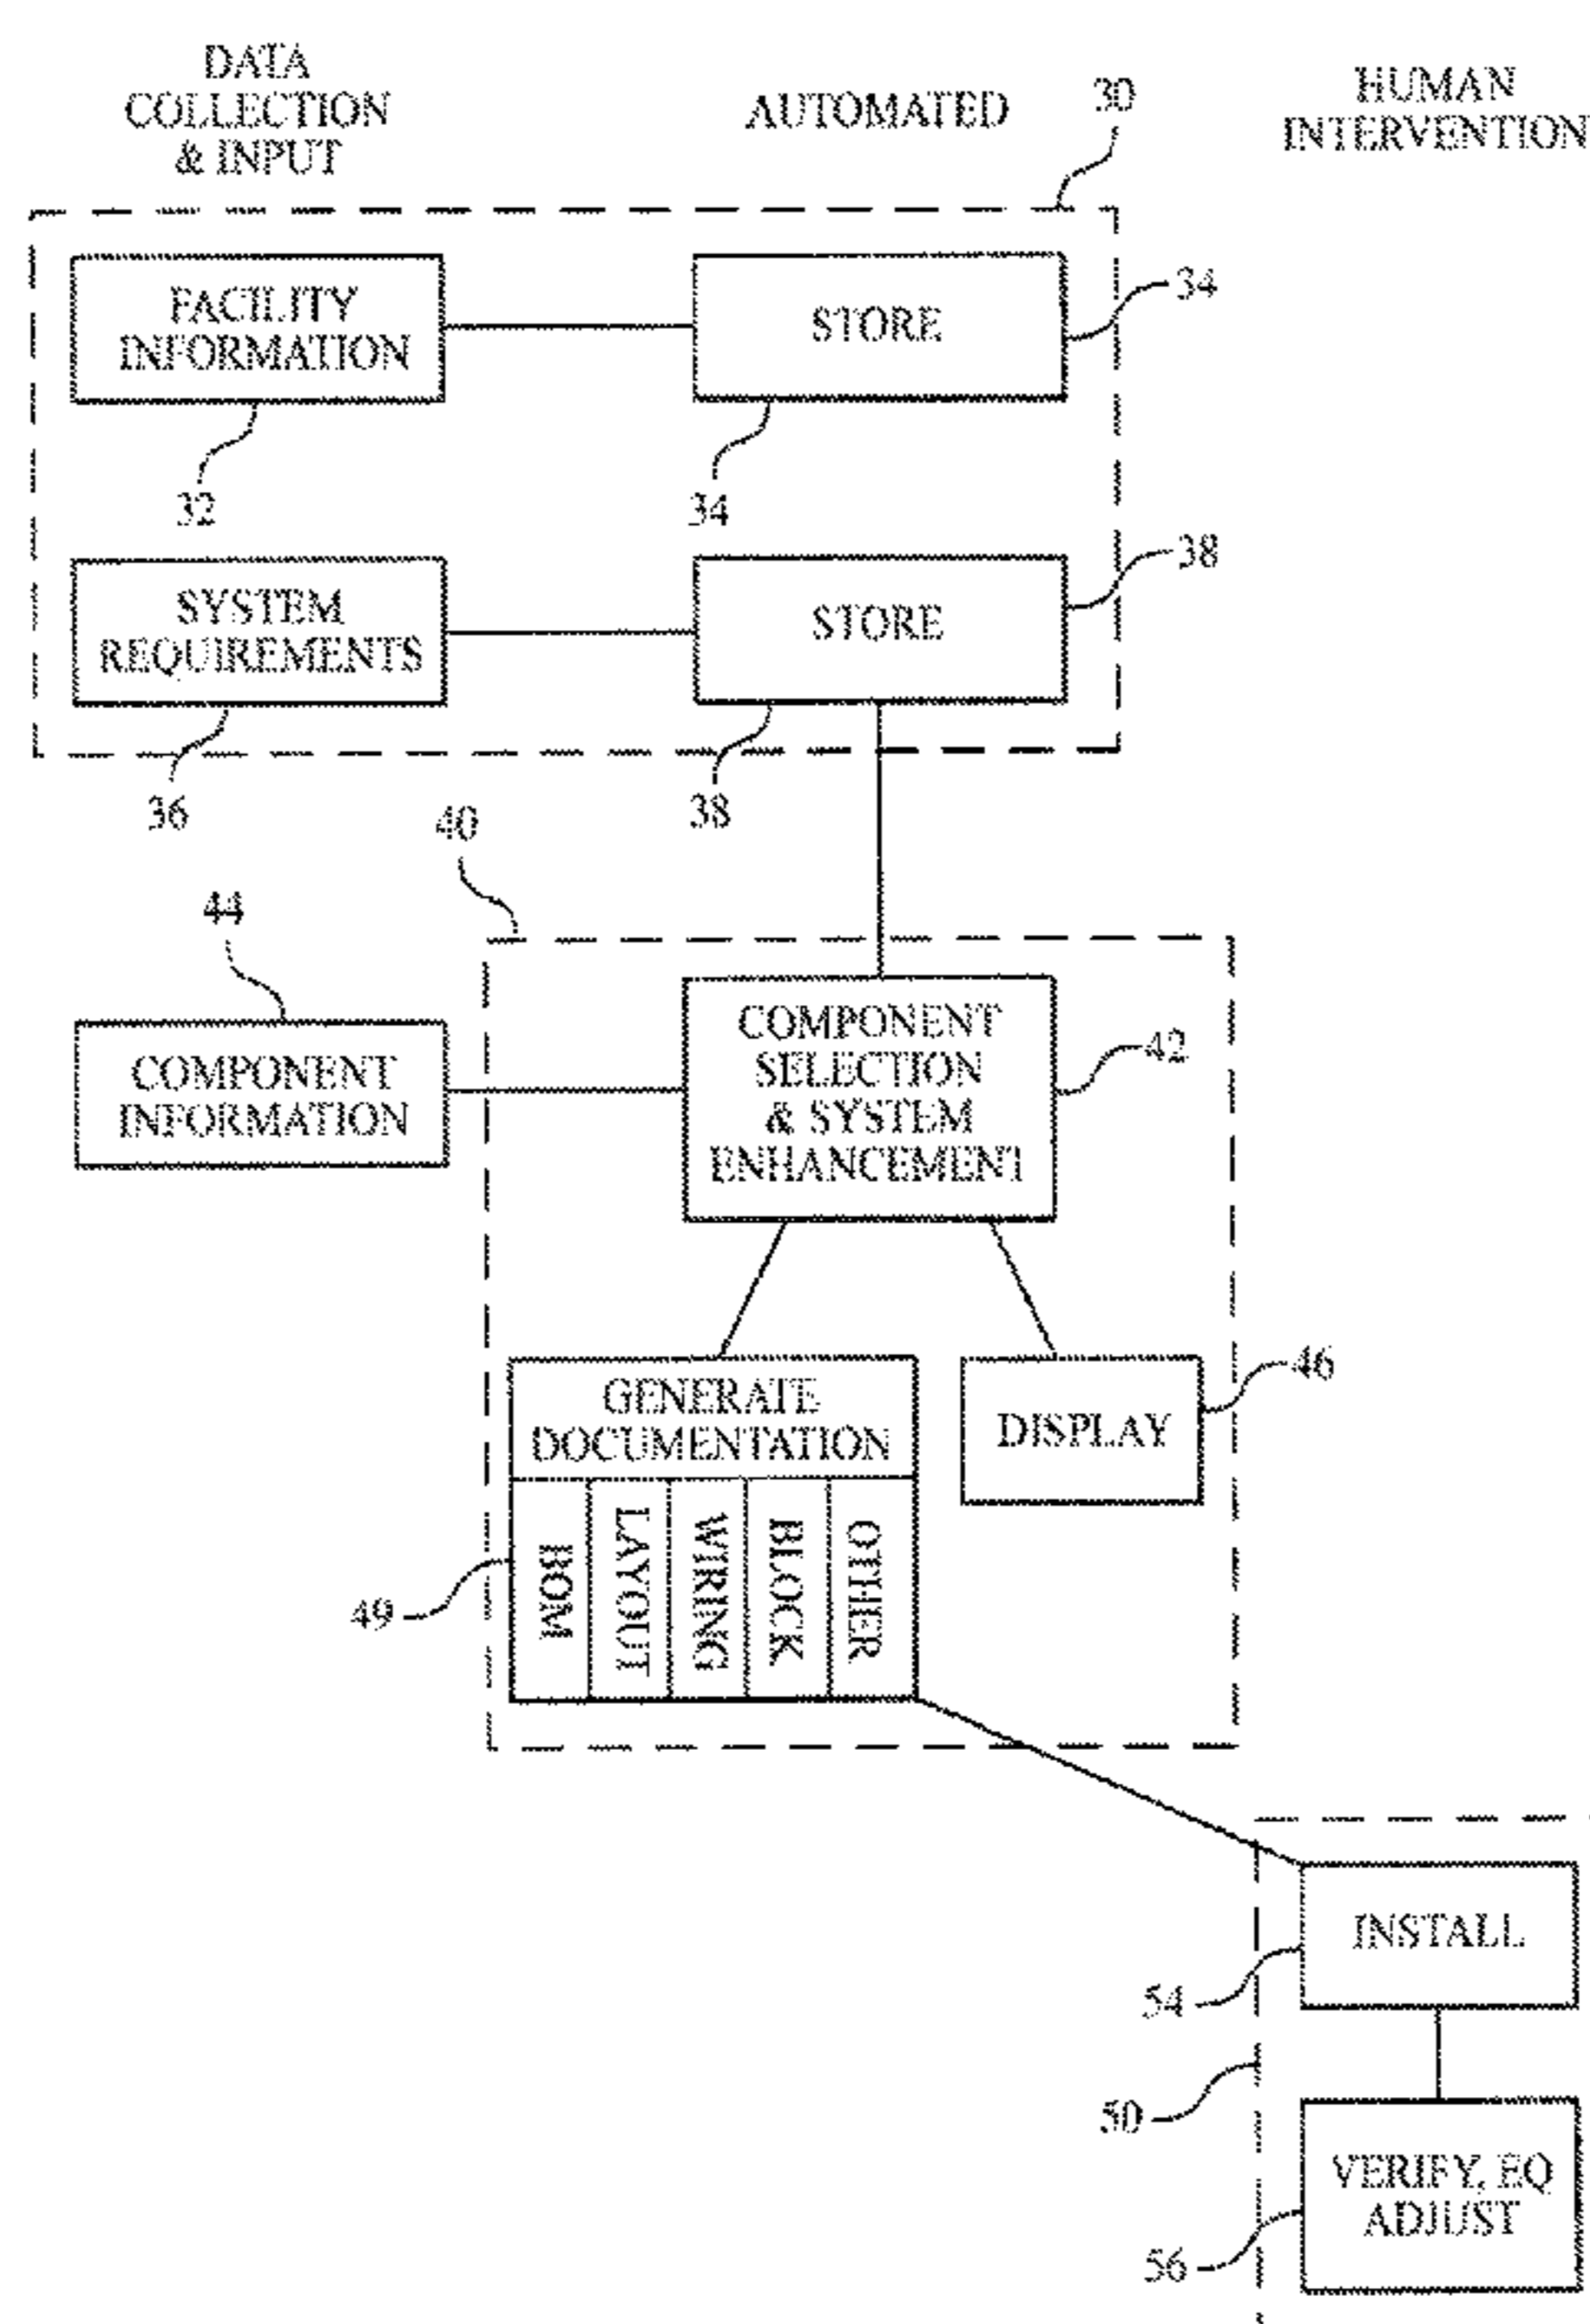 DATA
COLLECTION
& INPUT
AUTOMATED
30
HUMAN
INTERVENTION
FACILITY
INFORMATION
STORE
34
32
34
SYSTEM
REQUIREMENTS
STORE
38
36
38
40
44
COMPONENT
INFORMATION
COMPONENT
SELECTION
& SYSTEM
ENHANCEMENT
42
GENERATE
DOCUMENTATION
DISPLAY
46
BOM
LAYOUT
WIRING
BLOCK
OTHER
49
INSTALL
54
50
VERIFY, EQ
ADJUST
56